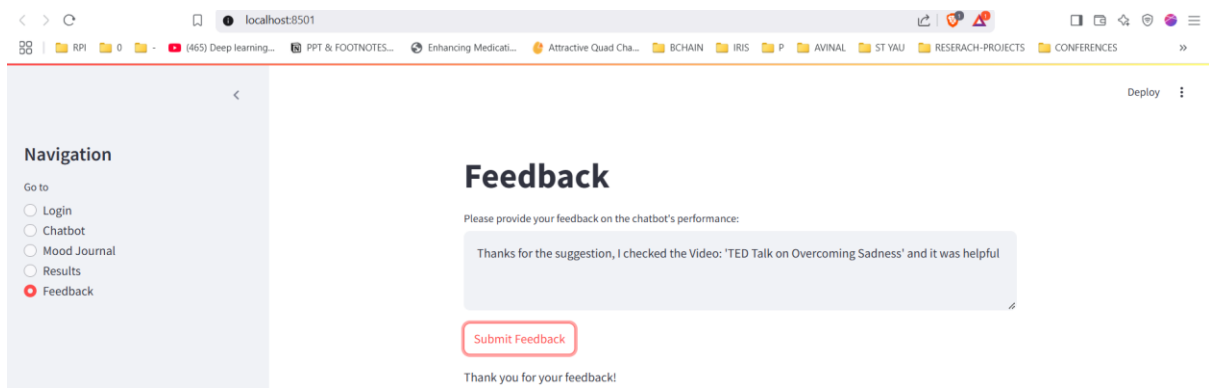 localhost:8501
RPI 0 - (465) Deep learning... PPT & FOOTNOTES... Enhancing Medicati... Attractive Quad Cha... BCHAIN IRIS P AVINAL ST YAU RESERACH-PROJECTS CONFERENCES »
Deploy
Navigation
Go to
Login
Chatbot
Mood Journal
Results
Feedback
Feedback
Please provide your feedback on the chatbot's performance:
Thanks for the suggestion, I checked the Video: 'TED Talk on Overcoming Sadness' and it was helpful
Submit Feedback
Thank you for your feedback!